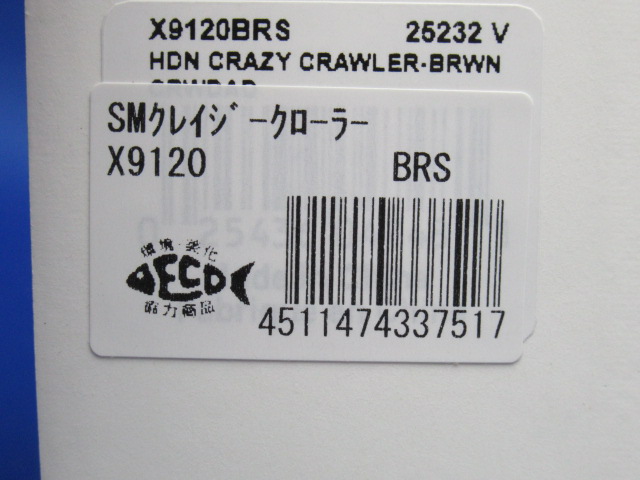 X9120BRS 25232 V
HDN CRAZY CRAWLER-BRWN
CRWDAD
SMｸﾚｲｼﾞｰｸﾛｰﾗｰ
X9120 BRS
環境・美化
ECO
協力商品
4511474337517